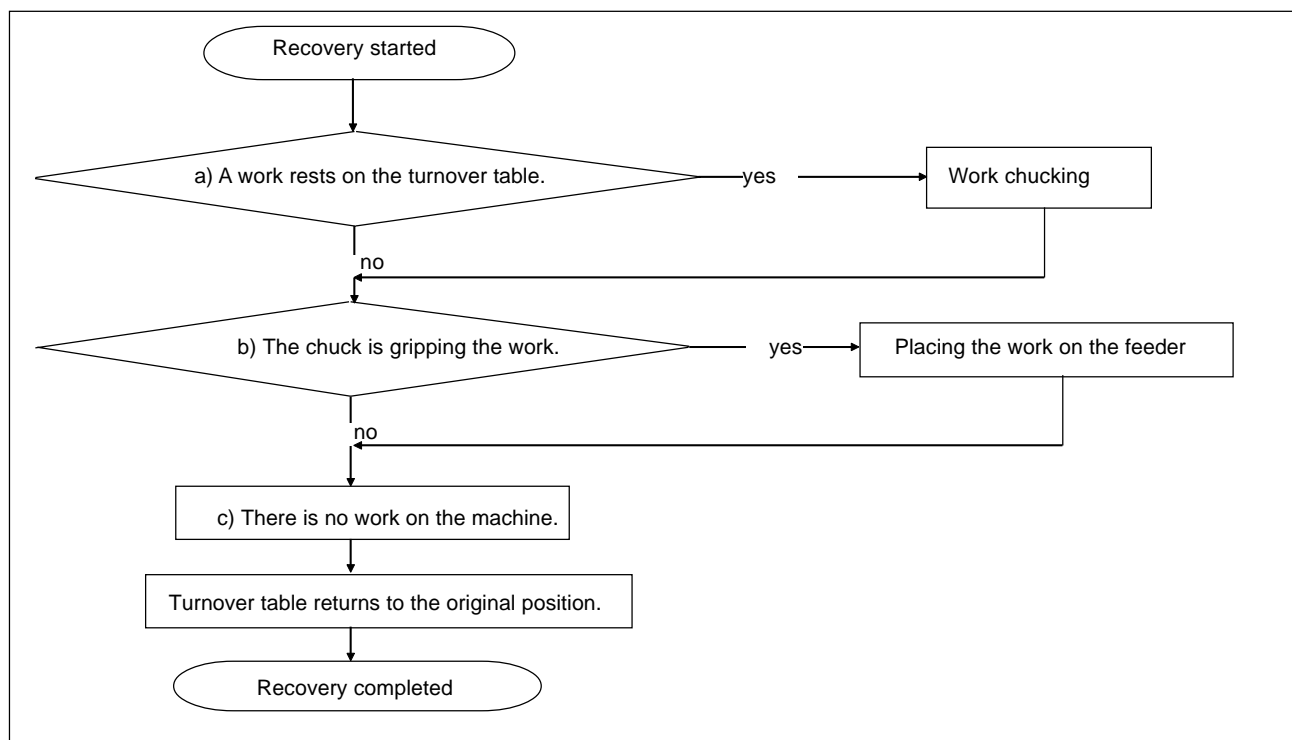 Recovery started
a) A work rests on the turnover table.
yes
Work chucking
no
b) The chuck is gripping the work.
yes
Placing the work on the feeder
no
c) There is no work on the machine.
Turnover table returns to the original position.
Recovery completed